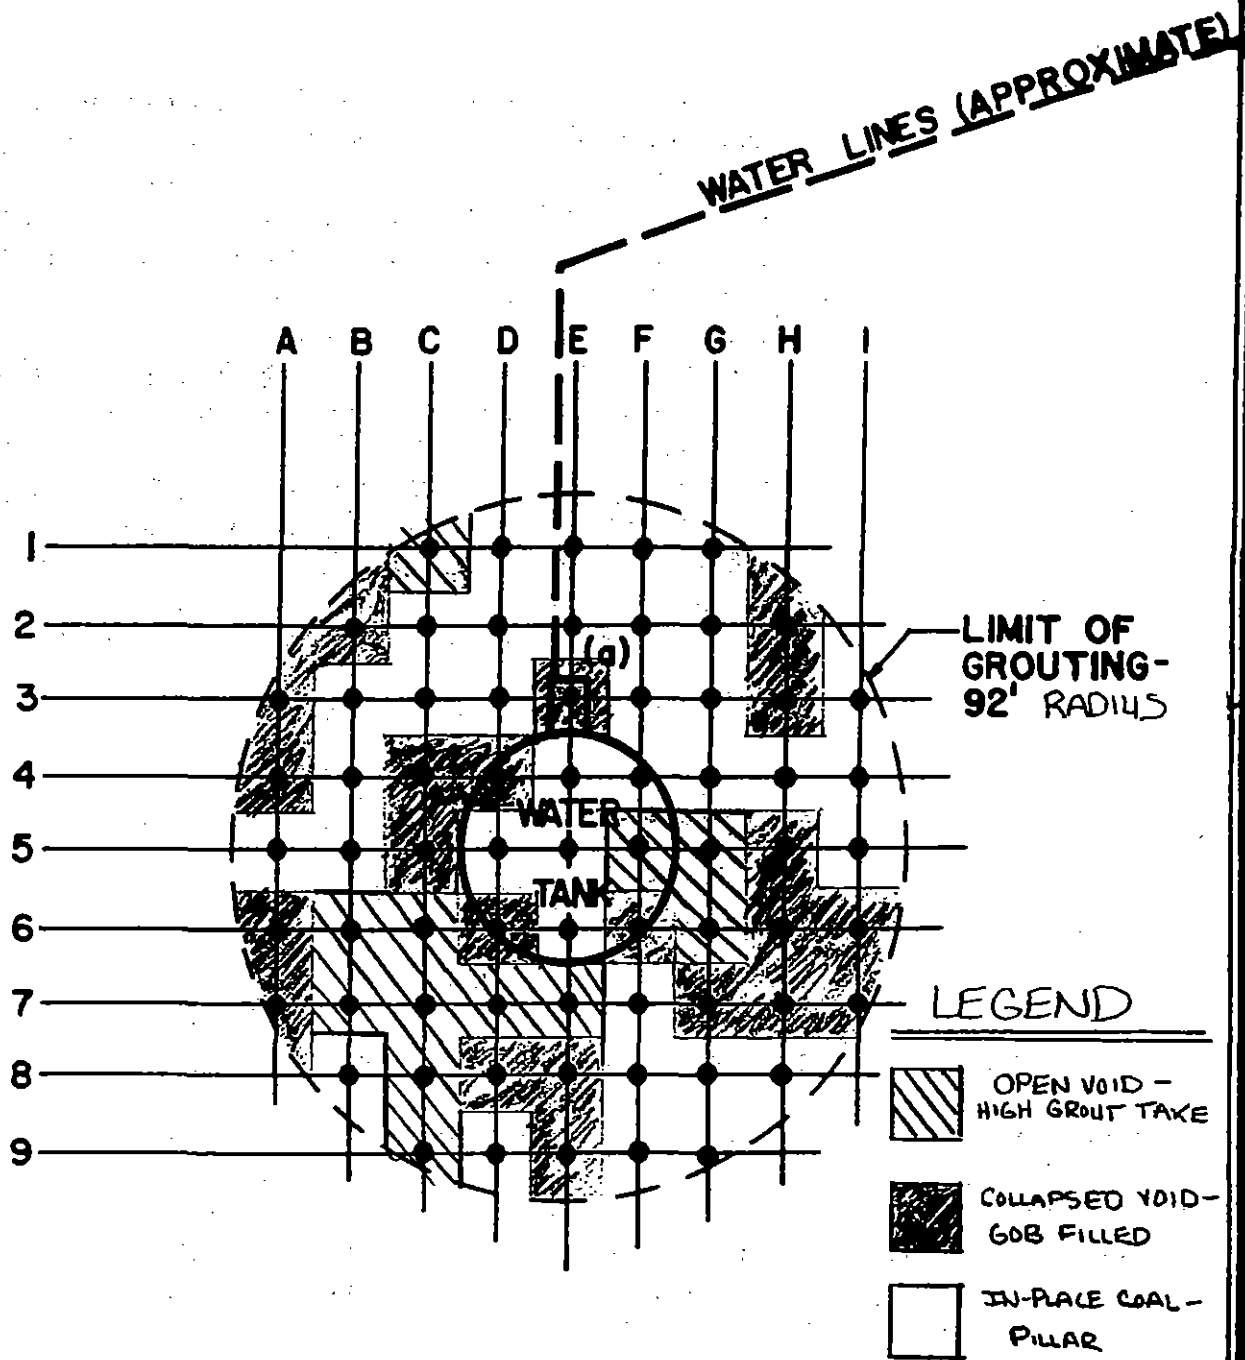 WATER LINES (APPROXIMATE)
A B C D E F G H I
1
2
(a)
LIMIT OF
GROUTING-
92' RADIUS
3
4
WATER
5
TANK
6
7
LEGEND
8
OPEN VOID -
HIGH GROUT TAKE
9
COLLAPSED VOID-
GOB FILLED
IN-PLACE COAL-
PILLAR